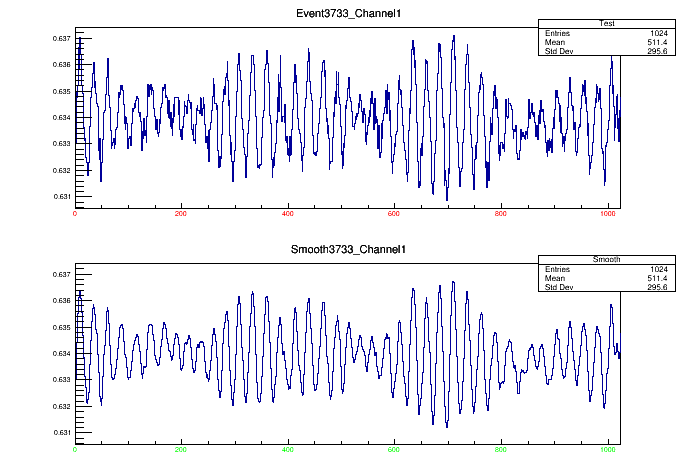 Event3733_Channel1
Test
Entries 1024
Mean 511.4
Std Dev 295.6
0.637
0.636
0.635
0.634
0.633
0.632
0.631
0 200 400 600 800 1000
Smooth3733_Channel1
Smooth
Entries 1024
Mean 511.4
Std Dev 295.6
0.637
0.636
0.635
0.634
0.633
0.632
0.631
0 200 400 600 800 1000